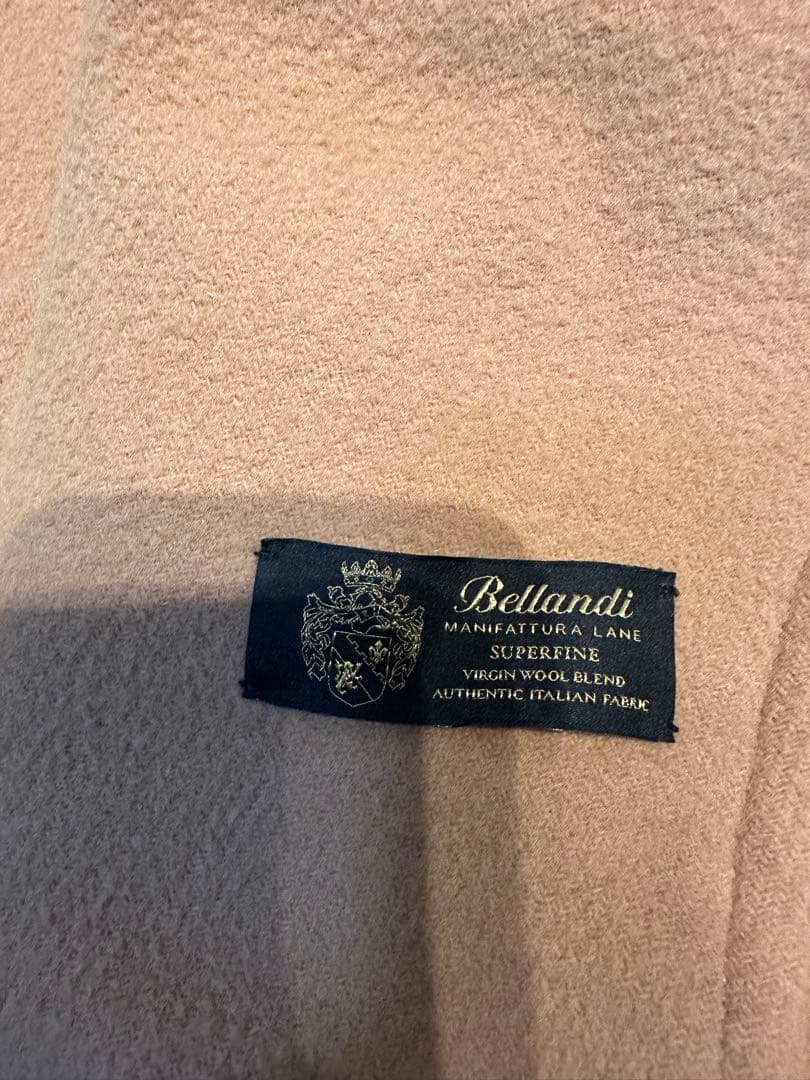 Bellandi
MANIFATTURA LANE
SUPERFINE
VIRGIN WOOL BLEND
AUTHENTIC ITALIAN FABRIC